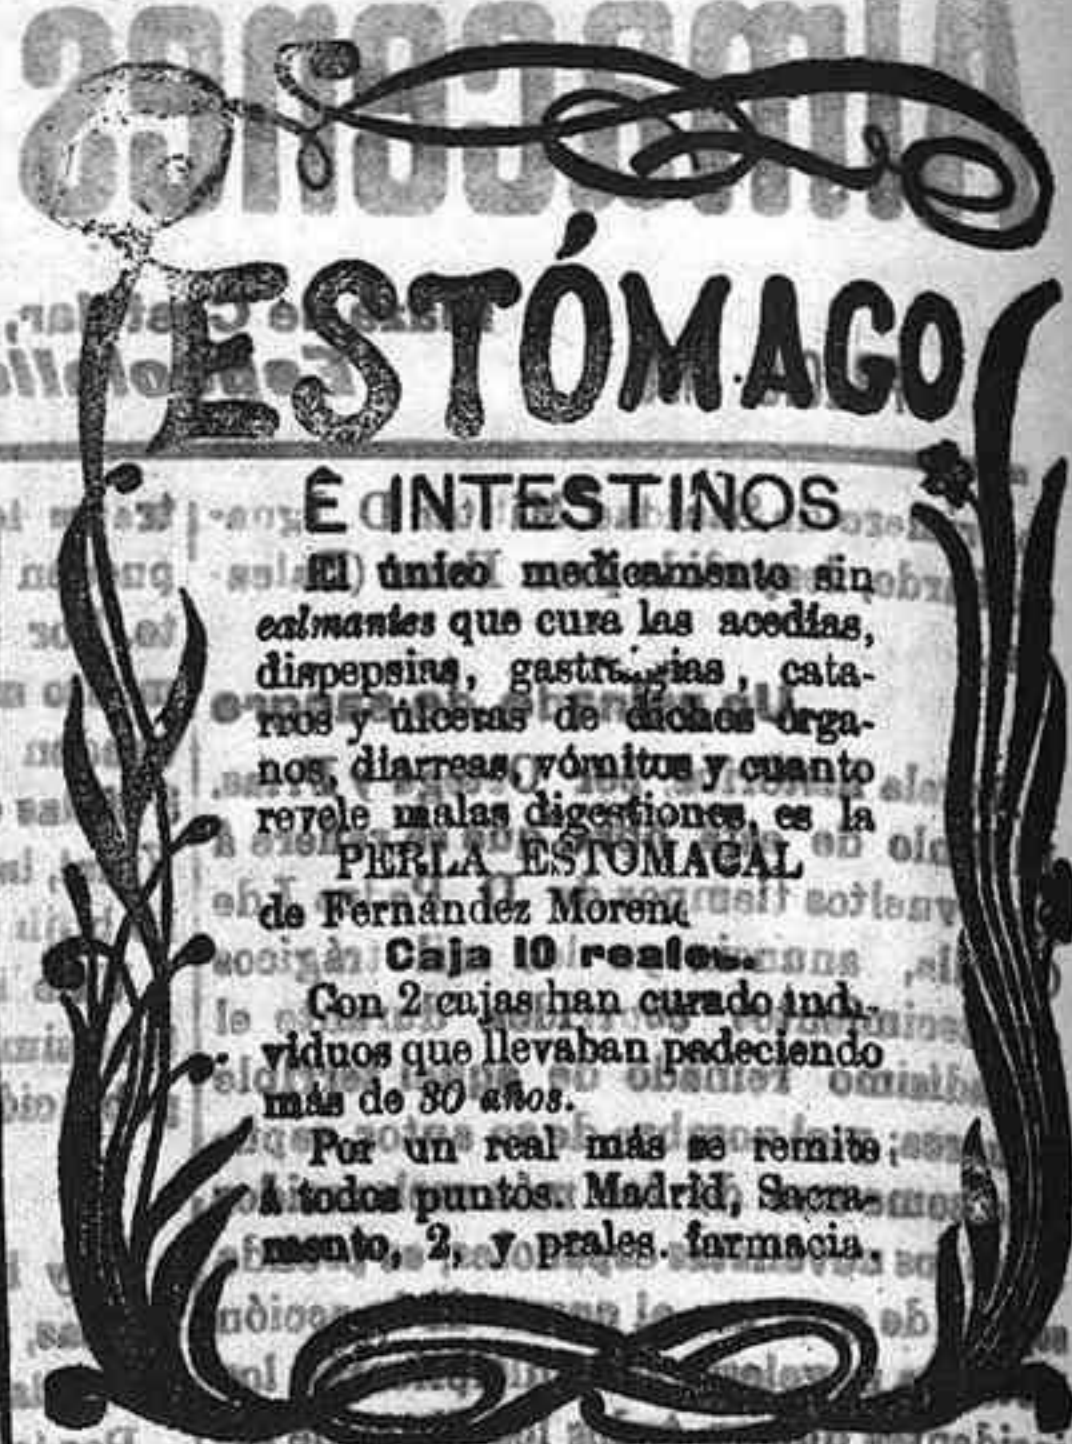 ESTÓMAGO
É INTESTINOS
El único medicamento sin
calmantes que cura las acedías,
dispepsias, gastralgias, cata-
rros y úlceras de dichos órga-
nos, diarreas, vómitos y cuanto
revele malas digestiones, es la
PERLA ESTOMACAL
de Fernández Moreno
Caja 10 reales.
Con 2 cajas han curado indi-
viduos que llevaban padeciendo
más de 30 años.
Por un real más se remite
á todos puntos. Madrid, Sacra-
mento, 2, y prales. farmacia.